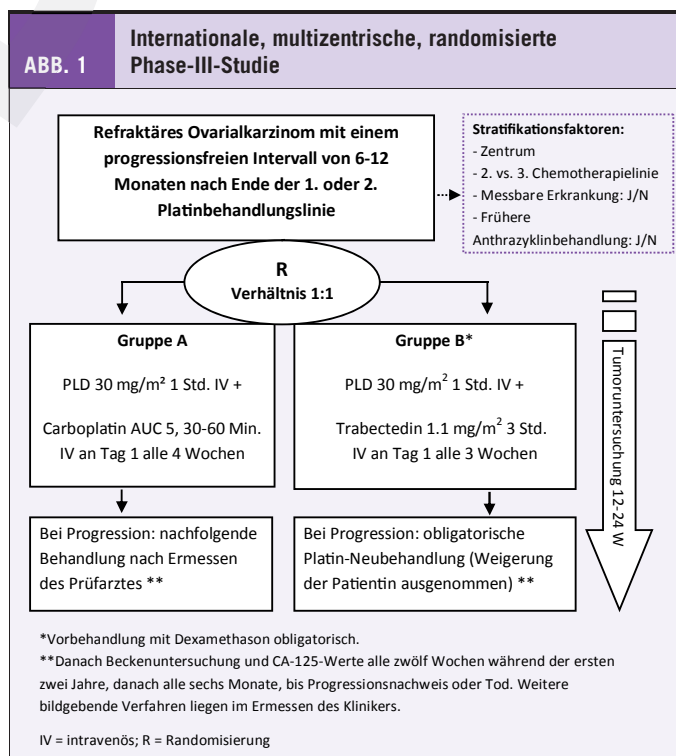 ABB. 1
Internationale, multizentrische, randomisierte
Phase-III-Studie
Refraktäres Ovarialkarzinom mit einem
progressionsfreien Intervall von 6-12
Monaten nach Ende der 1. oder 2.
Platinbehandlungslinie
Stratifikationsfaktoren:
- Zentrum
- 2. vs. 3. Chemotherapielinie
- Messbare Erkrankung: J/N
- Frühere
Anthrazyklinbehandlung: J/N
R
Verhältnis 1:1
Gruppe A
PLD 30 mg/m² 1 Std. IV +
Carboplatin AUC 5, 30-60 Min.
IV an Tag 1 alle 4 Wochen
Gruppe B*
PLD 30 mg/m² 1 Std. IV +
Trabectedin 1.1 mg/m² 3 Std.
IV an Tag 1 alle 3 Wochen
Tumoruntersuchung 12-24 W
Bei Progression: nachfolgende
Behandlung nach Ermessen
des Prüfarztes **
Bei Progression: obligatorische
Platin-Neubehandlung (Weigerung
der Patientin ausgenommen) **
*Vorbehandlung mit Dexamethason obligatorisch.
**Danach Beckenuntersuchung und CA-125-Werte alle zwölf Wochen während der ersten
zwei Jahre, danach alle sechs Monate, bis Progressionsnachweis oder Tod. Weitere
bildgebende Verfahren liegen im Ermessen des Klinikers.
IV = intravenös; R = Randomisierung